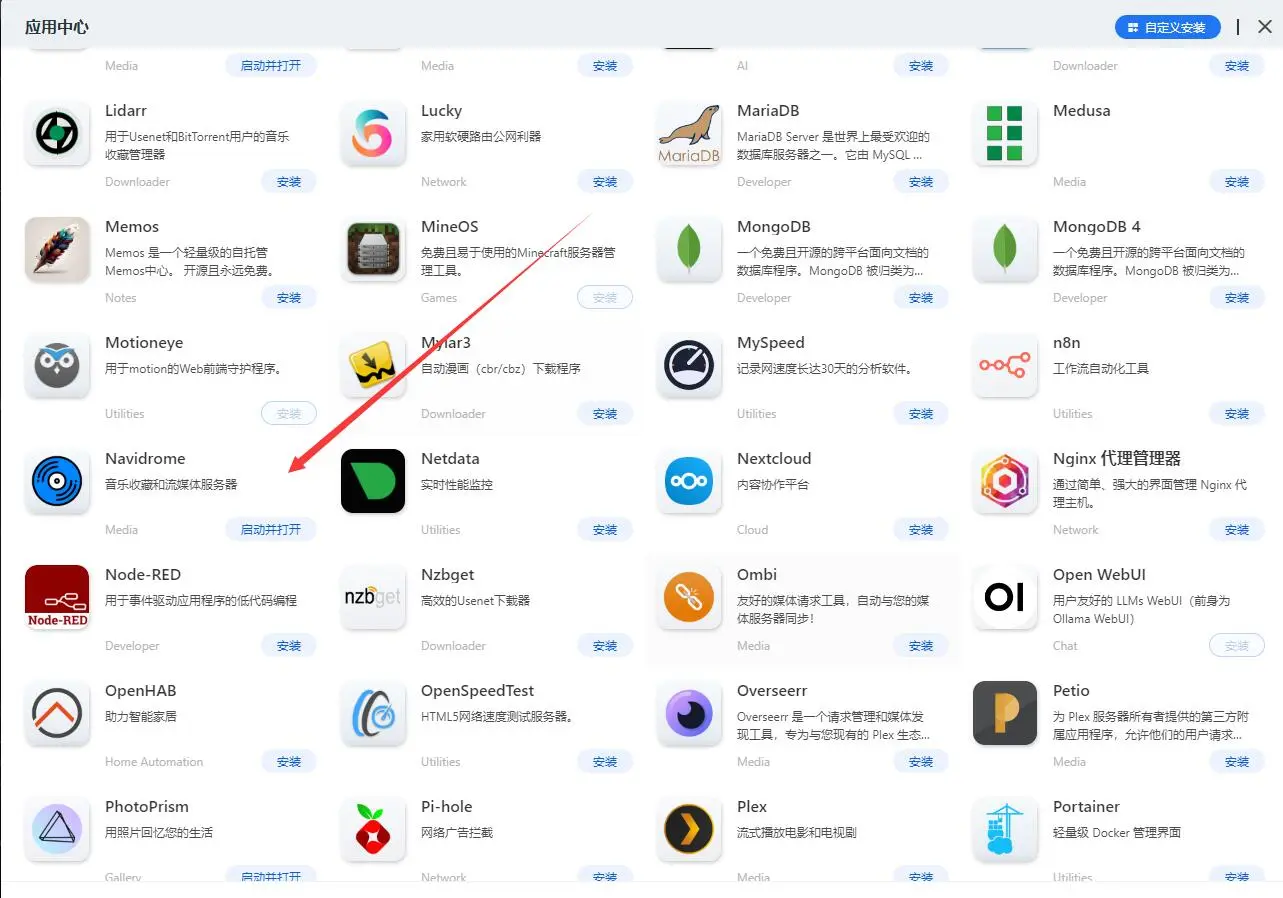 应用中心
自定义安装
Media
启动并打开
Media
安装
AI
安装
Downloader
安装
Lidarr
用于Usenet和BitTorrent用户的音乐
收藏管理器
Downloader
安装
Lucky
家用软硬路由公网利器
Network
安装
MariaDB
MariaDB
MariaDB Server 是世界上最受欢迎的
数据库服务器之一。它由 MySQL ...
Developer
安装
Medusa
Media
安装
Memos
Memos 是一个轻量级的自托管
Memos中心。 开源且永远免费。
Notes
安装
MineOS
免费且易于使用的Minecraft服务器管
理工具。
Games
安装
MongoDB
一个免费且开源的跨平台面向文档的
数据库程序。MongoDB 被归类为...
Developer
安装
MongoDB 4
一个免费且开源的跨平台面向文档的
数据库程序。MongoDB 被归类为...
Developer
安装
Motioneye
用于motion的Web前端守护程序。
Utilities
安装
Mylar3
自动漫画（cbr/cbz）下载程序
Downloader
安装
MySpeed
记录网速度长达30天的分析软件。
Utilities
安装
n8n
工作流自动化工具
Utilities
安装
Navidrome
音乐收藏和流媒体服务器
Media
启动并打开
Netdata
实时性能监控
Utilities
安装
Nextcloud
内容协作平台
Cloud
安装
Nginx 代理管理器
通过简单、强大的界面管理 Nginx 代
理主机。
Network
安装
Node-RED
Node-RED
用于事件驱动应用程序的低代码编程
Developer
安装
nzbget
Nzbget
高效的Usenet下载器
Downloader
安装
Ombi
友好的媒体请求工具，自动与您的媒
体服务器同步！
Media
安装
OI
Open WebUI
用户友好的 LLMs WebUI（前身为
Ollama WebUI）
Chat
安装
OpenHAB
助力智能家居
Home Automation
安装
OpenSpeedTest
HTML5网络速度测试服务器。
Utilities
安装
Overseerr
Overseerr 是一个请求管理和媒体发
现工具，专为与您现有的 Plex 生态...
Media
安装
Petio
为 Plex 服务器所有者提供的第三方附
属应用程序，允许他们的用户请求...
Media
安装
PhotoPrism
用照片回忆您的生活
Gallery
启动并打开
Pi-hole
网络广告拦截
Network
安装
Plex
流式播放电影和电视剧
Media
安装
Portainer
轻量级 Docker 管理界面
Utilities
安装